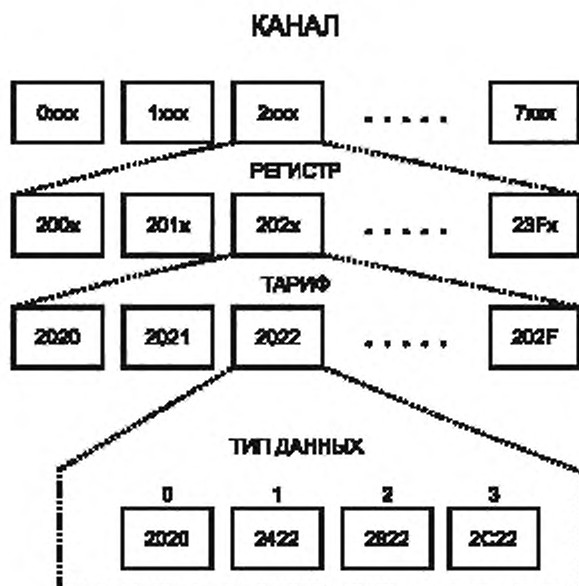 КАНАЛ
0xxx 1xxx 2xxx ..... 7xxx
РЕГИСТР
200x 201x 202x ..... 23Fx
ТАРИФ
2020 2021 2022 ..... 202F
ТИП ДАННЫХ
0 1 2 3
2020 2422 2822 2C22